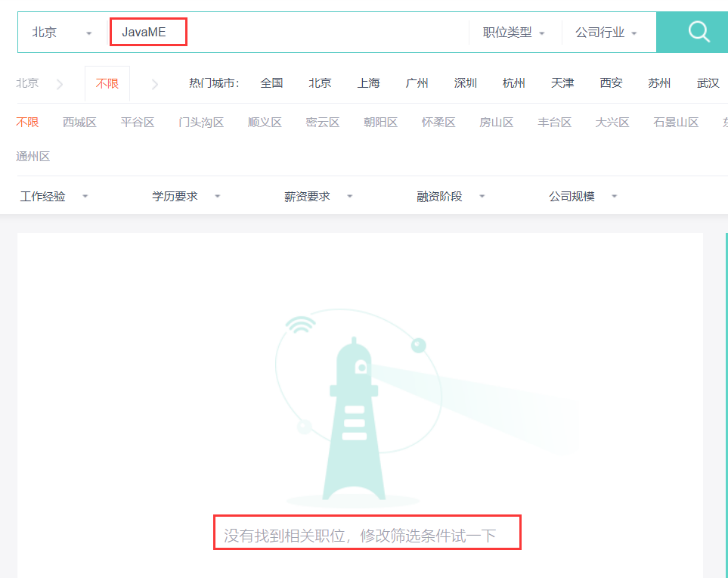 北京 JavaME 职位类型 公司行业
北京 不限 热门城市： 全国 北京 上海 广州 深圳 杭州 天津 西安 苏州 武汉
不限 西城区 平谷区 门头沟区 顺义区 密云区 朝阳区 怀柔区 房山区 丰台区 大兴区 石景山区
通州区
工作经验 学历要求 薪资要求 融资阶段 公司规模
没有找到相关职位，修改筛选条件试一下